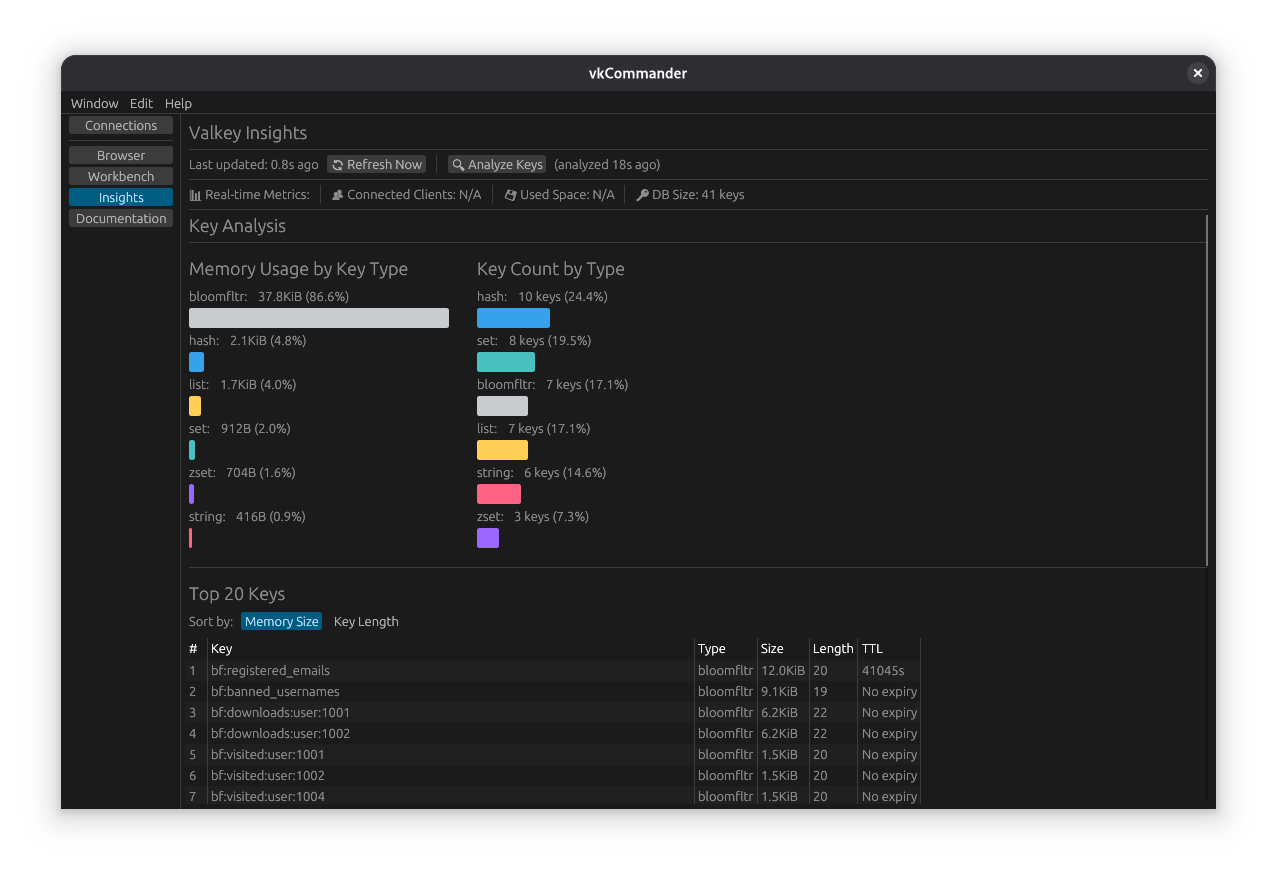 vkCommander
Window Edit Help
Connections
Browser
Workbench
Insights
Documentation
Valkey Insights
Last updated: 0.8s ago Refresh Now Analyze Keys (analyzed 18s ago)
Real-time Metrics: Connected Clients: N/A Used Space: N/A DB Size: 41 keys
Key Analysis
Memory Usage by Key Type
bloomfltr: 37.8KiB (86.6%)
hash: 2.1KiB (4.8%)
list: 1.7KiB (4.0%)
set: 912B (2.0%)
zset: 704B (1.6%)
string: 416B (0.9%)
Key Count by Type
hash: 10 keys (24.4%)
set: 8 keys (19.5%)
bloomfltr: 7 keys (17.1%)
list: 7 keys (17.1%)
string: 6 keys (14.6%)
zset: 3 keys (7.3%)
Top 20 Keys
Sort by: Memory Size Key Length
# Key Type Size Length TTL
1 bf:registered_emails bloomfltr 12.0KiB 20 41045s
2 bf:banned_usernames bloomfltr 9.1KiB 19 No expiry
3 bf:downloads:user:1001 bloomfltr 6.2KiB 22 No expiry
4 bf:downloads:user:1002 bloomfltr 6.2KiB 22 No expiry
5 bf:visited:user:1001 bloomfltr 1.5KiB 20 No expiry
6 bf:visited:user:1002 bloomfltr 1.5KiB 20 No expiry
7 bf:visited:user:1004 bloomfltr 1.5KiB 20 No expiry